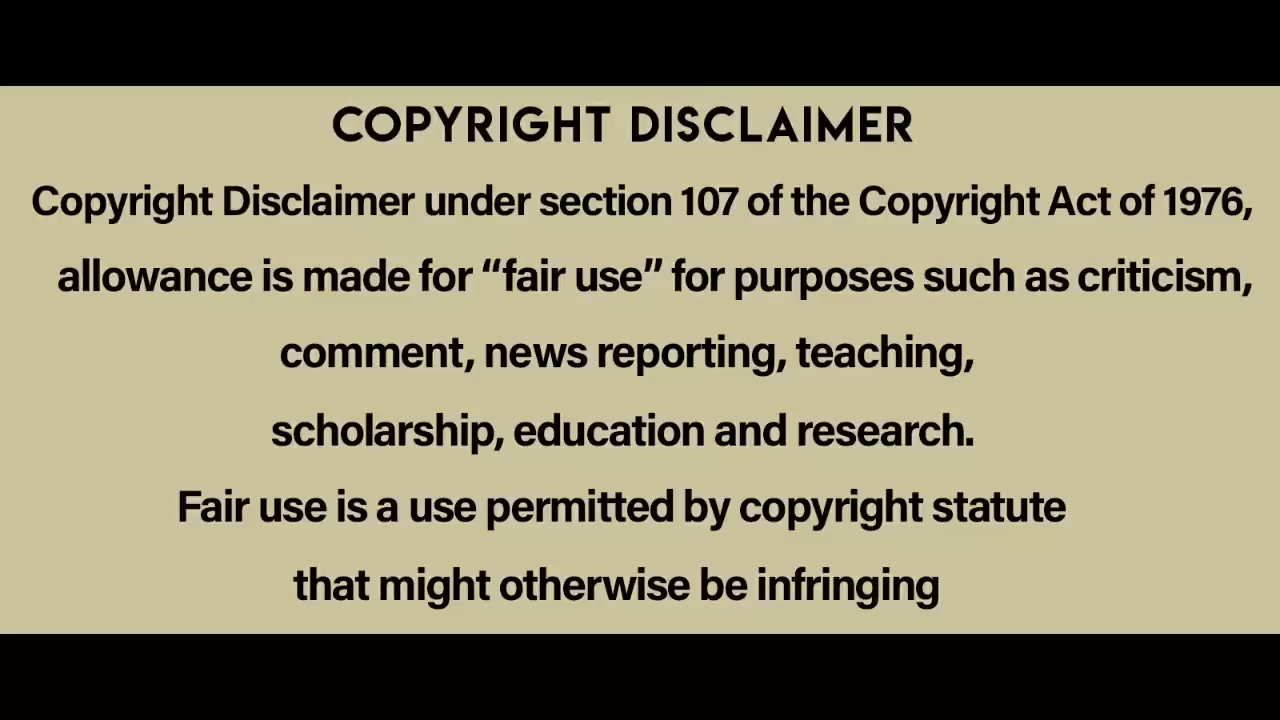 COPYRIGHT DISCLAIMER
Copyright Disclaimer under section 107 of the Copyright Act of 1976,
allowance is made for “fair use” for purposes such as criticism,
comment, news reporting, teaching,
scholarship, education and research.
Fair use is a use permitted by copyright statute
that might otherwise be infringing